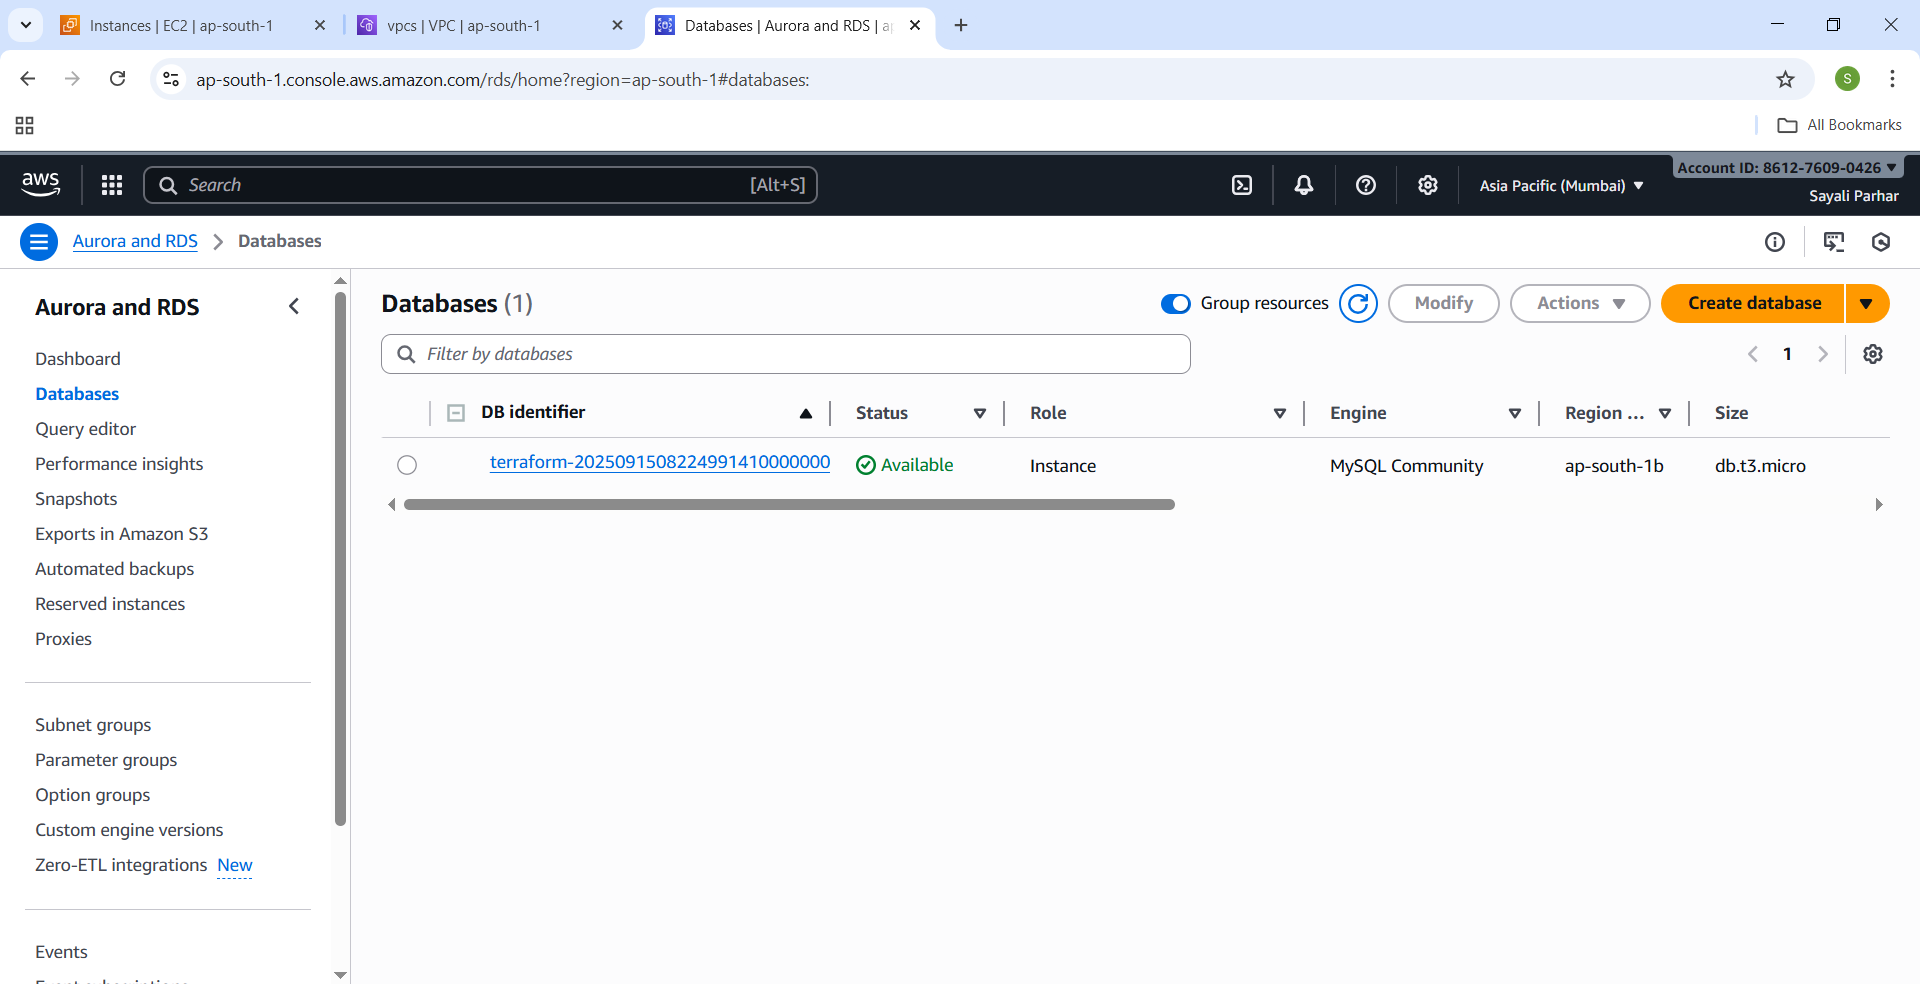 Instances | EC2 | ap-south-1
vpcs | VPC | ap-south-1
Databases | Aurora and RDS | ap
ap-south-1.console.aws.amazon.com/rds/home?region=ap-south-1#databases:
S
All Bookmarks
aws
Search
[Alt+S]
Asia Pacific (Mumbai)
Account ID: 8612-7609-0426
Sayali Parhar
Aurora and RDS
Databases
Aurora and RDS
Dashboard
Databases
Query editor
Performance insights
Snapshots
Exports in Amazon S3
Automated backups
Reserved instances
Proxies
Subnet groups
Parameter groups
Option groups
Custom engine versions
Zero-ETL integrations New
Events
Databases (1)
Group resources
Modify
Actions
Create database
Filter by databases
1
DB identifier Status Role Engine Region ... Size
terraform-2025091508224991410000000 Available Instance MySQL Community ap-south-1b db.t3.micro